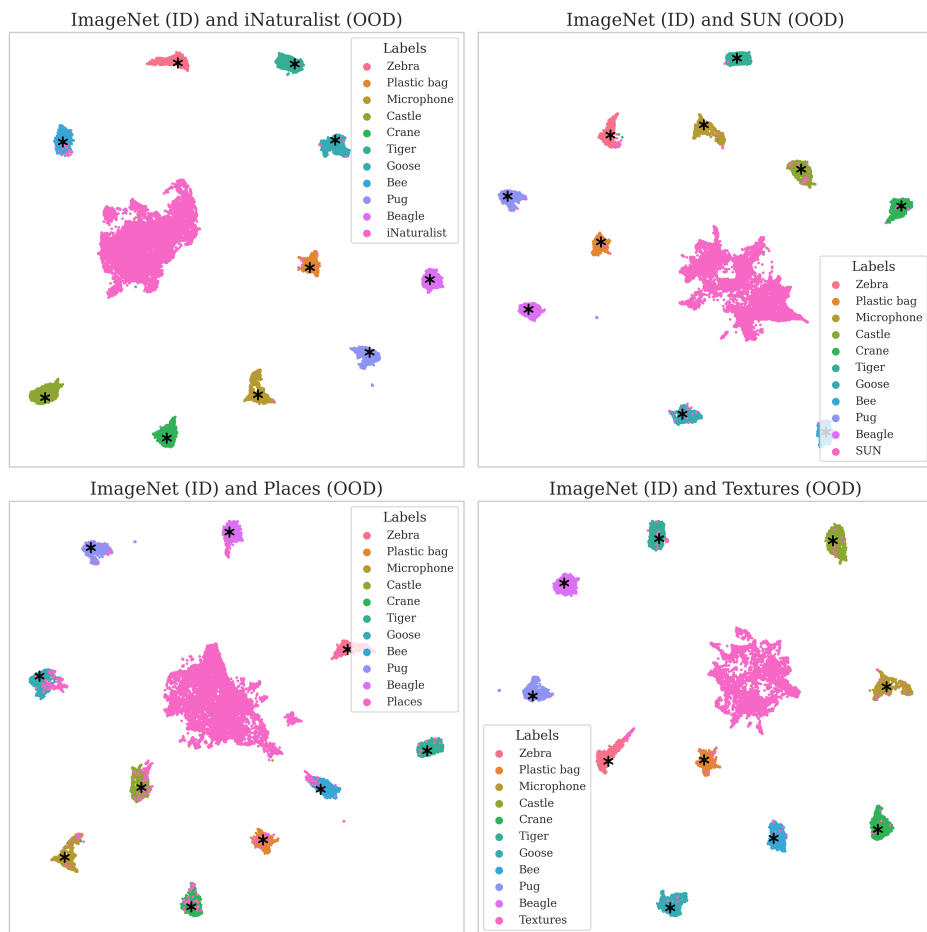 ImageNet (ID) and iNaturalist (OOD)
Labels
Zebra
Plastic bag
Microphone
Castle
Crane
Tiger
Goose
Bee
Pug
Beagle
iNaturalist
ImageNet (ID) and SUN (OOD)
Labels
Zebra
Plastic bag
Microphone
Castle
Crane
Tiger
Goose
Bee
Pug
Beagle
SUN
ImageNet (ID) and Places (OOD)
Labels
Zebra
Plastic bag
Microphone
Castle
Crane
Tiger
Goose
Bee
Pug
Beagle
Places
ImageNet (ID) and Textures (OOD)
Labels
Zebra
Plastic bag
Microphone
Castle
Crane
Tiger
Goose
Bee
Pug
Beagle
Textures